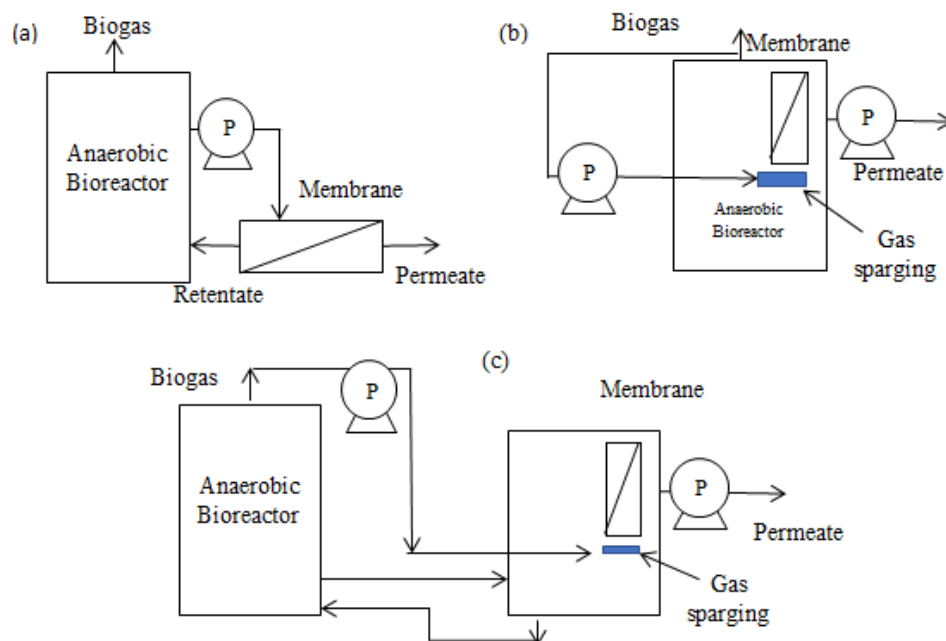 (a)
Biogas
Anaerobic
Bioreactor
P
Membrane
Retentate
Permeate
(b)
Biogas
Membrane
P
P
Permeate
Anaerobic
Bioreactor
Gas
sparging
(c)
Biogas
P
Membrane
Anaerobic
Bioreactor
P
Permeate
Gas
sparging